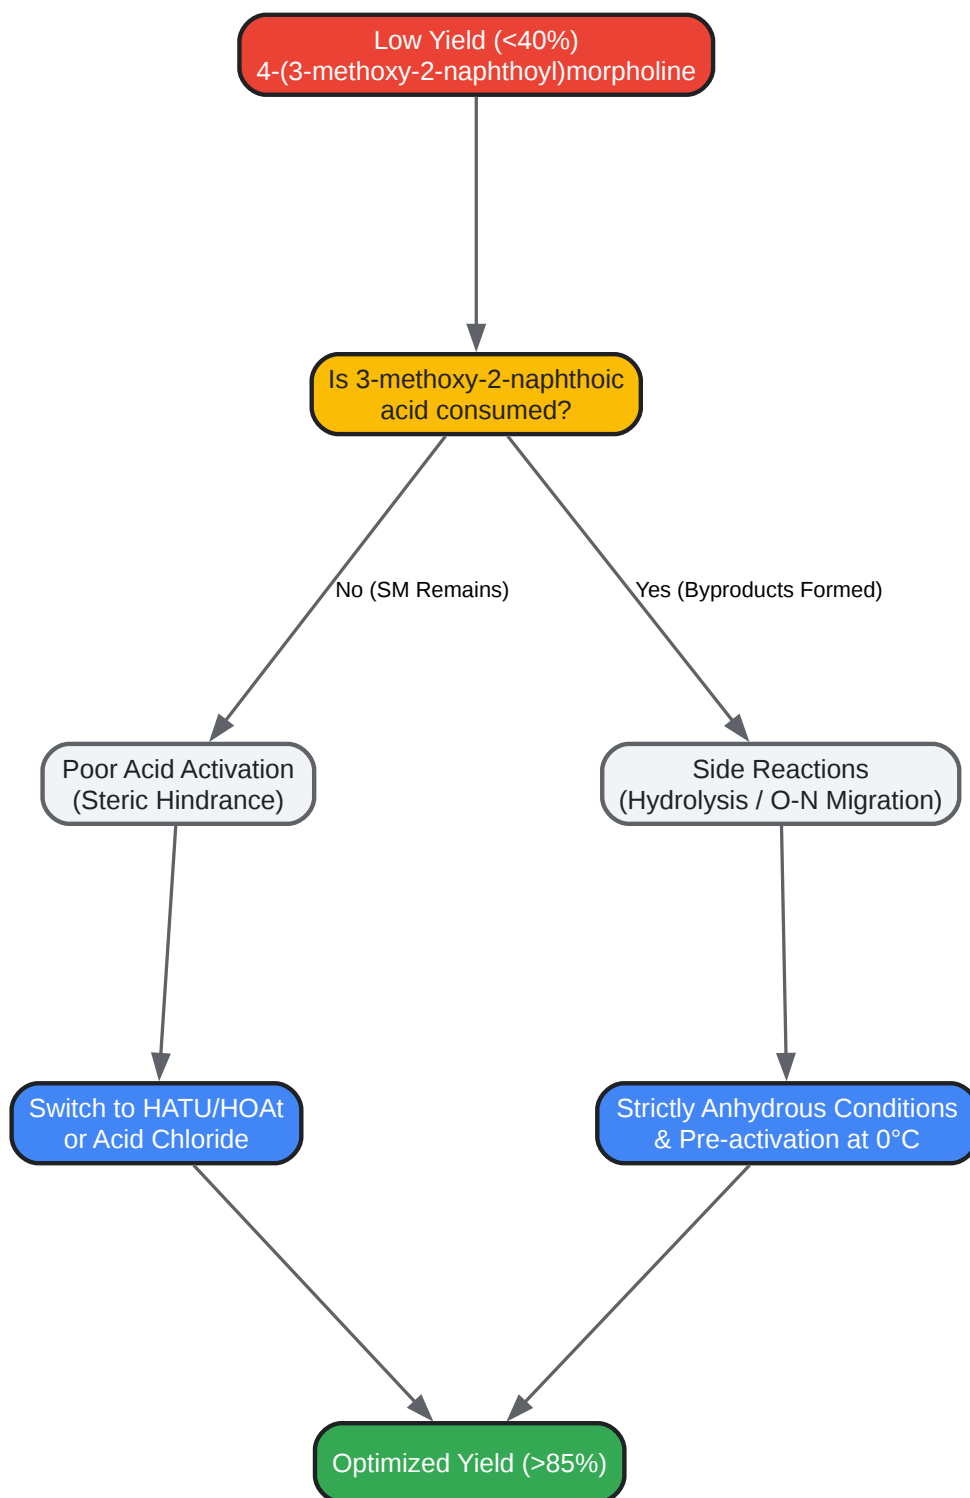 Low Yield (<40%)
4-(3-methoxy-2-naphthoyl)morpholine
Is 3-methoxy-2-naphthoic
acid consumed?
No (SM Remains)
Yes (Byproducts Formed)
Poor Acid Activation
(Steric Hindrance)
Side Reactions
(Hydrolysis / O-N Migration)
Switch to HATU/HOAt
or Acid Chloride
Strictly Anhydrous Conditions
& Pre-activation at 0°C
Optimized Yield (>85%)